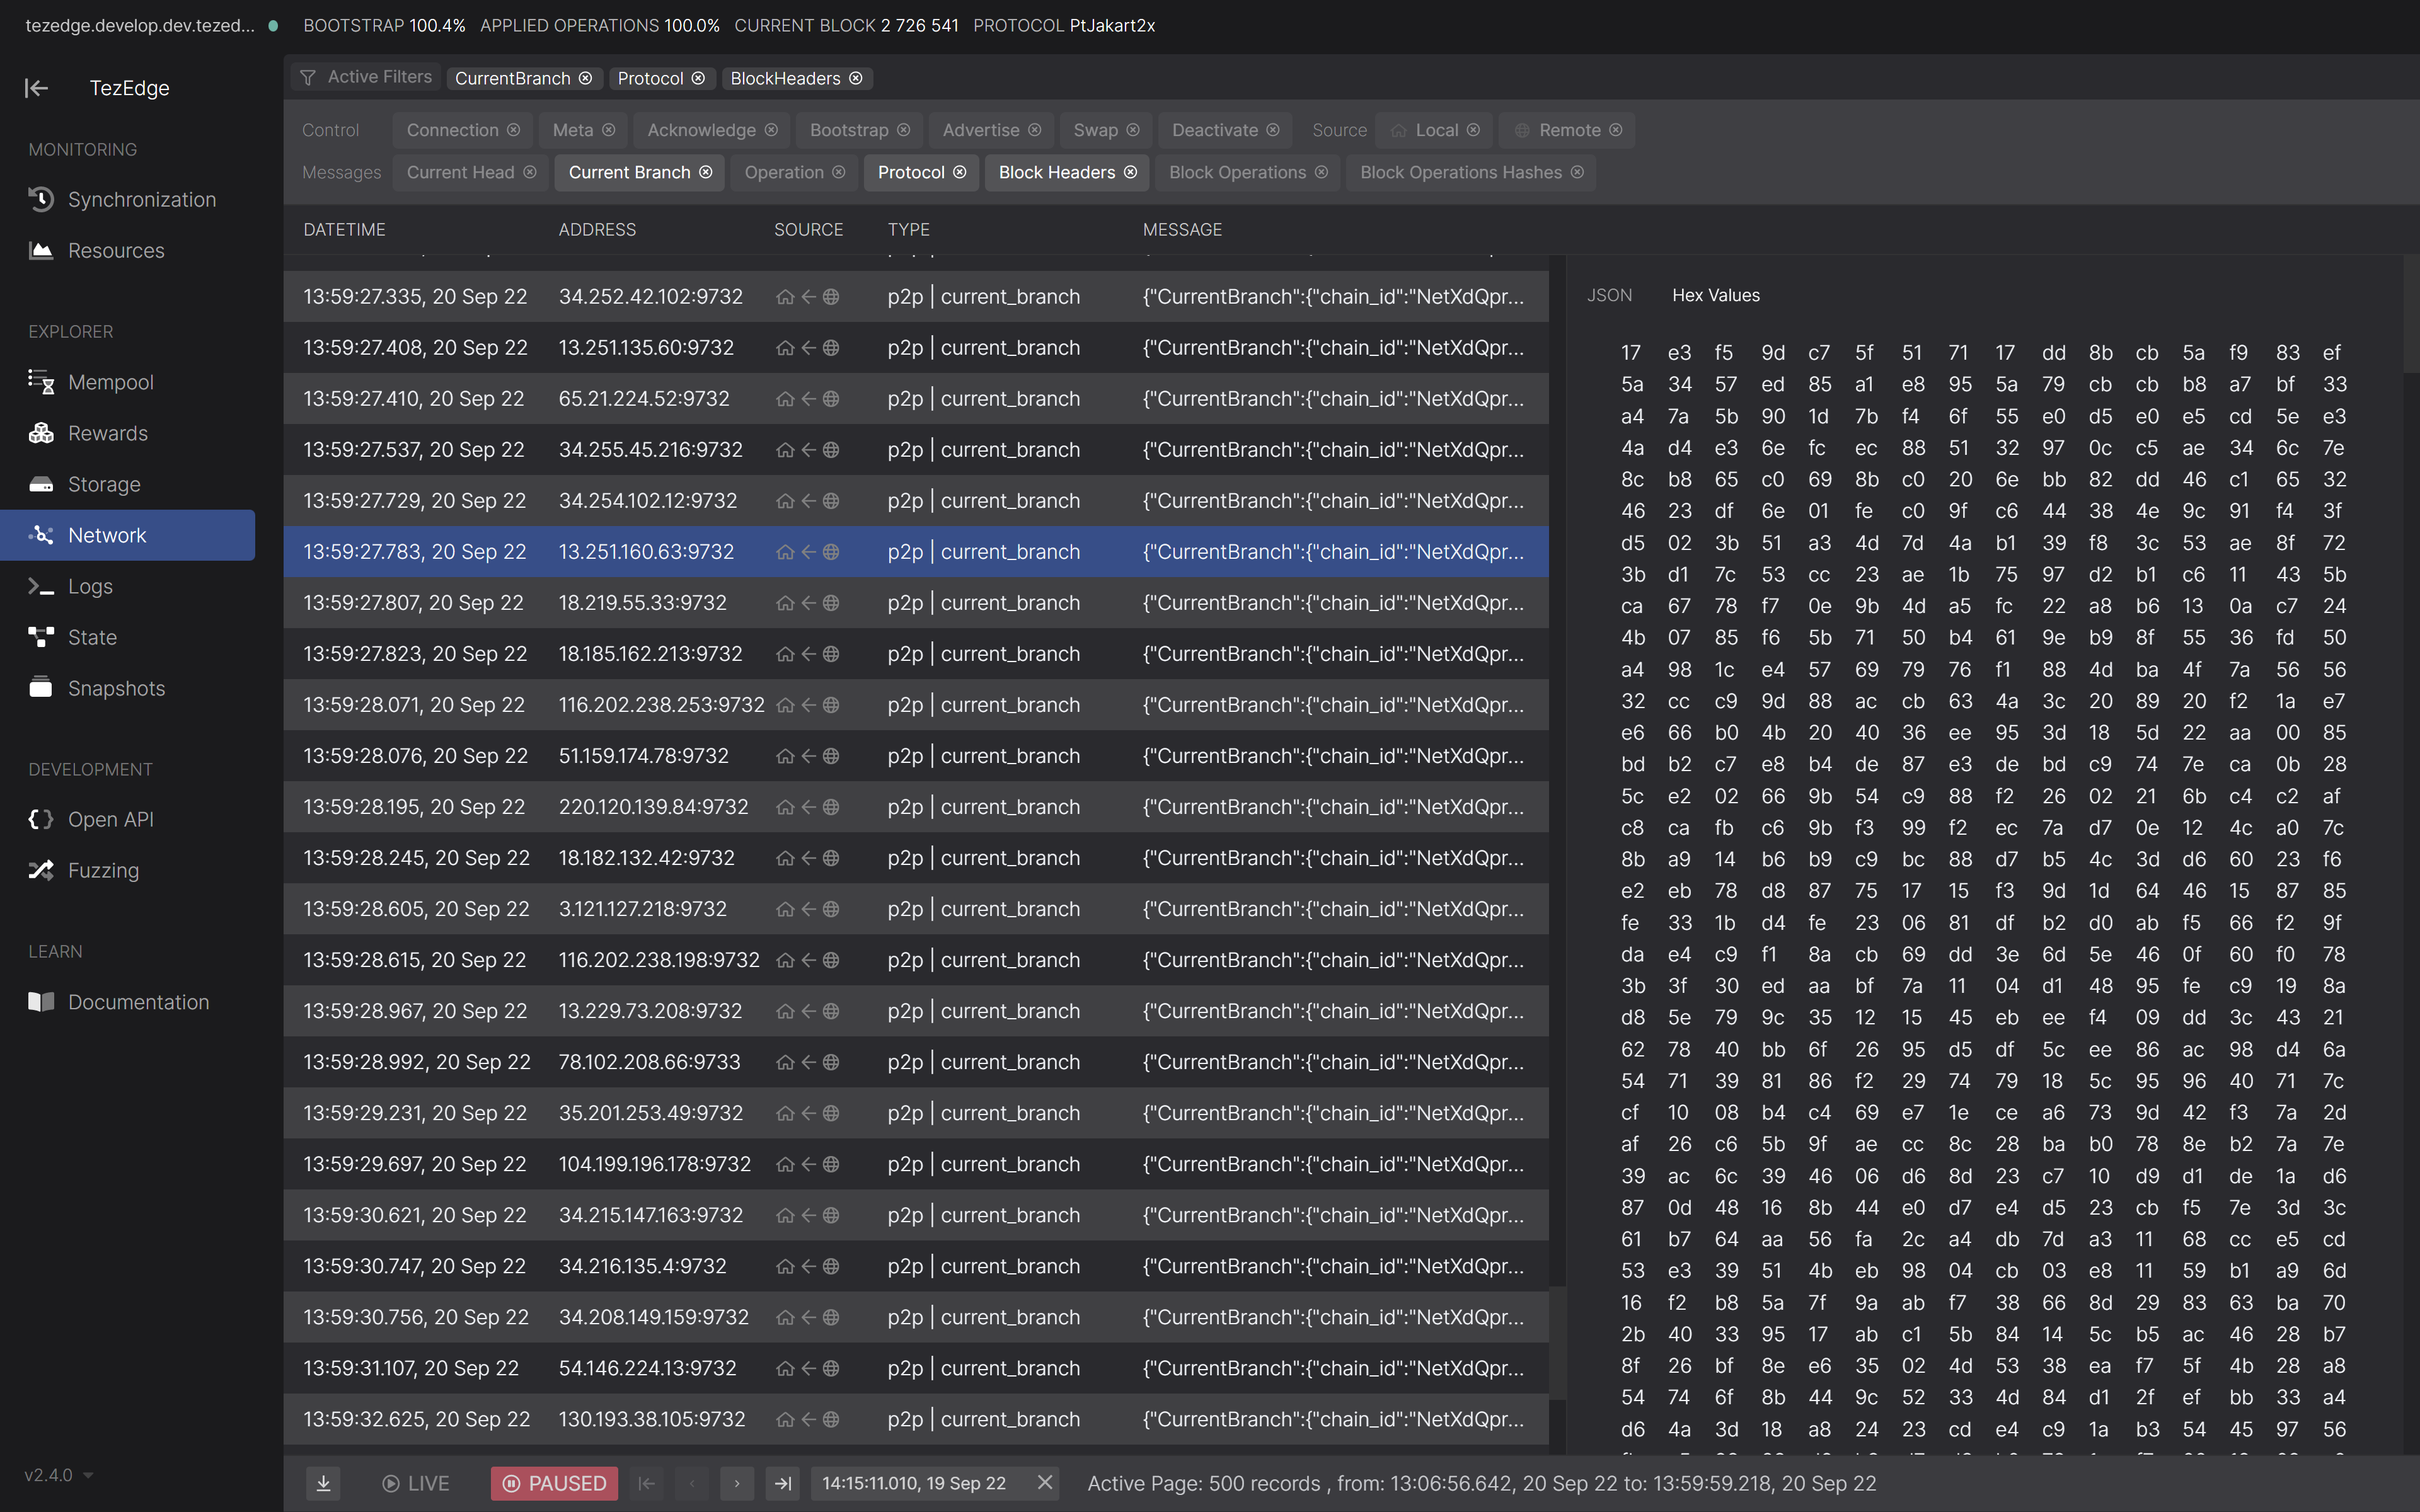 tezedge.develop.dev.tezed... BOOTSTRAP 100.4% APPLIED OPERATIONS 100.0% CURRENT BLOCK 2 726 541 PROTOCOL PtJakart2x
TezEdge
MONITORING
Synchronization
Resources
EXPLORER
Mempool
Rewards
Storage
Network
Logs
State
Snapshots
DEVELOPMENT
Open API
Fuzzing
LEARN
Documentation
v2.4.0
Active Filters CurrentBranch Protocol BlockHeaders
Control Connection Meta Acknowledge Bootstrap Advertise Swap Deactivate Source Local Remote
Messages Current Head Current Branch Operation Protocol Block Headers Block Operations Block Operations Hashes
DATETIME ADDRESS SOURCE TYPE MESSAGE
13:59:27.335, 20 Sep 22 34.252.42.102:9732 p2p | current_branch {"CurrentBranch":{"chain_id":"NetXdQpr...
13:59:27.408, 20 Sep 22 13.251.135.60:9732 p2p | current_branch {"CurrentBranch":{"chain_id":"NetXdQpr...
13:59:27.410, 20 Sep 22 65.21.224.52:9732 p2p | current_branch {"CurrentBranch":{"chain_id":"NetXdQpr...
13:59:27.537, 20 Sep 22 34.255.45.216:9732 p2p | current_branch {"CurrentBranch":{"chain_id":"NetXdQpr...
13:59:27.729, 20 Sep 22 34.254.102.12:9732 p2p | current_branch {"CurrentBranch":{"chain_id":"NetXdQpr...
13:59:27.783, 20 Sep 22 13.251.160.63:9732 p2p | current_branch {"CurrentBranch":{"chain_id":"NetXdQpr...
13:59:27.807, 20 Sep 22 18.219.55.33:9732 p2p | current_branch {"CurrentBranch":{"chain_id":"NetXdQpr...
13:59:27.823, 20 Sep 22 18.185.162.213:9732 p2p | current_branch {"CurrentBranch":{"chain_id":"NetXdQpr...
13:59:28.071, 20 Sep 22 116.202.238.253:9732 p2p | current_branch {"CurrentBranch":{"chain_id":"NetXdQpr...
13:59:28.076, 20 Sep 22 51.159.174.78:9732 p2p | current_branch {"CurrentBranch":{"chain_id":"NetXdQpr...
13:59:28.195, 20 Sep 22 220.120.139.84:9732 p2p | current_branch {"CurrentBranch":{"chain_id":"NetXdQpr...
13:59:28.245, 20 Sep 22 18.182.132.42:9732 p2p | current_branch {"CurrentBranch":{"chain_id":"NetXdQpr...
13:59:28.605, 20 Sep 22 3.121.127.218:9732 p2p | current_branch {"CurrentBranch":{"chain_id":"NetXdQpr...
13:59:28.615, 20 Sep 22 116.202.238.198:9732 p2p | current_branch {"CurrentBranch":{"chain_id":"NetXdQpr...
13:59:28.967, 20 Sep 22 13.229.73.208:9732 p2p | current_branch {"CurrentBranch":{"chain_id":"NetXdQpr...
13:59:28.992, 20 Sep 22 78.102.208.66:9733 p2p | current_branch {"CurrentBranch":{"chain_id":"NetXdQpr...
13:59:29.231, 20 Sep 22 35.201.253.49:9732 p2p | current_branch {"CurrentBranch":{"chain_id":"NetXdQpr...
13:59:29.697, 20 Sep 22 104.199.196.178:9732 p2p | current_branch {"CurrentBranch":{"chain_id":"NetXdQpr...
13:59:30.621, 20 Sep 22 34.215.147.163:9732 p2p | current_branch {"CurrentBranch":{"chain_id":"NetXdQpr...
13:59:30.747, 20 Sep 22 34.216.135.4:9732 p2p | current_branch {"CurrentBranch":{"chain_id":"NetXdQpr...
13:59:30.756, 20 Sep 22 34.208.149.159:9732 p2p | current_branch {"CurrentBranch":{"chain_id":"NetXdQpr...
13:59:31.107, 20 Sep 22 54.146.224.13:9732 p2p | current_branch {"CurrentBranch":{"chain_id":"NetXdQpr...
13:59:32.625, 20 Sep 22 130.193.38.105:9732 p2p | current_branch {"CurrentBranch":{"chain_id":"NetXdQpr...
JSON Hex Values
17 e3 f5 9d c7 5f 51 71 17 dd 8b cb 5a f9 83 ef
5a 34 57 ed 85 a1 e8 95 5a 79 cb cb b8 a7 bf 33
a4 7a 5b 90 1d 7b f4 6f 55 e0 d5 e0 e5 cd 5e e3
4a d4 e3 6e fc ec 88 51 32 97 0c c5 ae 34 6c 7e
8c b8 65 c0 69 8b c0 20 6e bb 82 dd 46 c1 65 32
46 23 df 6e 01 fe c0 9f c6 44 38 4e 9c 91 f4 3f
d5 02 3b 51 a3 4d 7d 4a b1 39 f8 3c 53 ae 8f 72
3b d1 7c 53 cc 23 ae 1b 75 97 d2 b1 c6 11 43 5b
ca 67 78 f7 0e 9b 4d a5 fc 22 a8 b6 13 0a c7 24
4b 07 85 f6 5b 71 50 b4 61 9e b9 8f 55 36 fd 50
a4 98 1c e4 57 69 79 76 f1 88 4d ba 4f 7a 56 56
32 cc c9 9d 88 ac cb 63 4a 3c 20 89 20 f2 1a e7
e6 66 b0 4b 20 40 36 ee 95 3d 18 5d 22 aa 00 85
bd b2 c7 e8 b4 de 87 e3 de bd c9 74 7e ca 0b 28
5c e2 02 66 9b 54 c9 88 f2 26 02 21 6b c4 c2 af
c8 ca fb c6 9b f3 99 f2 ec 7a d7 0e 12 4c a0 7c
8b a9 14 b6 b9 c9 bc 88 d7 b5 4c 3d d6 60 23 f6
e2 eb 78 d8 87 75 17 15 f3 9d 1d 64 46 15 87 85
fe 33 1b d4 fe 23 06 81 df b2 d0 ab f5 66 f2 9f
da e4 c9 f1 8a cb 69 dd 3e 6d 5e 46 0f 60 f0 78
3b 3f 30 ed aa bf 7a 11 04 d1 48 95 fe c9 19 8a
d8 5e 79 9c 35 12 15 45 eb ee f4 09 dd 3c 43 21
62 78 40 bb 6f 26 95 d5 df 5c ee 86 ac 98 d4 6a
54 71 39 81 86 f2 29 74 79 18 5c 95 96 40 71 7c
cf 10 08 b4 c4 69 e7 1e ce a6 73 9d 42 f3 7a 2d
af 26 c6 5b 9f ae cc 8c 28 ba b0 78 8e b2 7a 7e
39 ac 6c 39 46 06 d6 8d 23 c7 10 d9 d1 de 1a d6
87 0d 48 16 8b 44 e0 d7 e4 d5 23 cb f5 7e 3d 3c
61 b7 64 aa 56 fa 2c a4 db 7d a3 11 68 cc e5 cd
53 e3 39 51 4b eb 98 04 cb 03 e8 11 59 b1 a9 6d
16 f2 b8 5a 7f 9a ab f7 38 66 8d 29 83 63 ba 70
2b 40 33 95 17 ab c1 5b 84 14 5c b5 ac 46 28 b7
8f 26 bf 8e e6 35 02 4d 53 38 ea f7 5f 4b 28 a8
54 74 6f 8b 44 9c 52 33 4d 84 d1 2f ef bb 33 a4
d6 4a 3d 18 a8 24 23 cd e4 c9 1a b3 54 45 97 56
LIVE PAUSED 14:15:11.010, 19 Sep 22 Active Page: 500 records , from: 13:06:56.642, 20 Sep 22 to: 13:59:59.218, 20 Sep 22